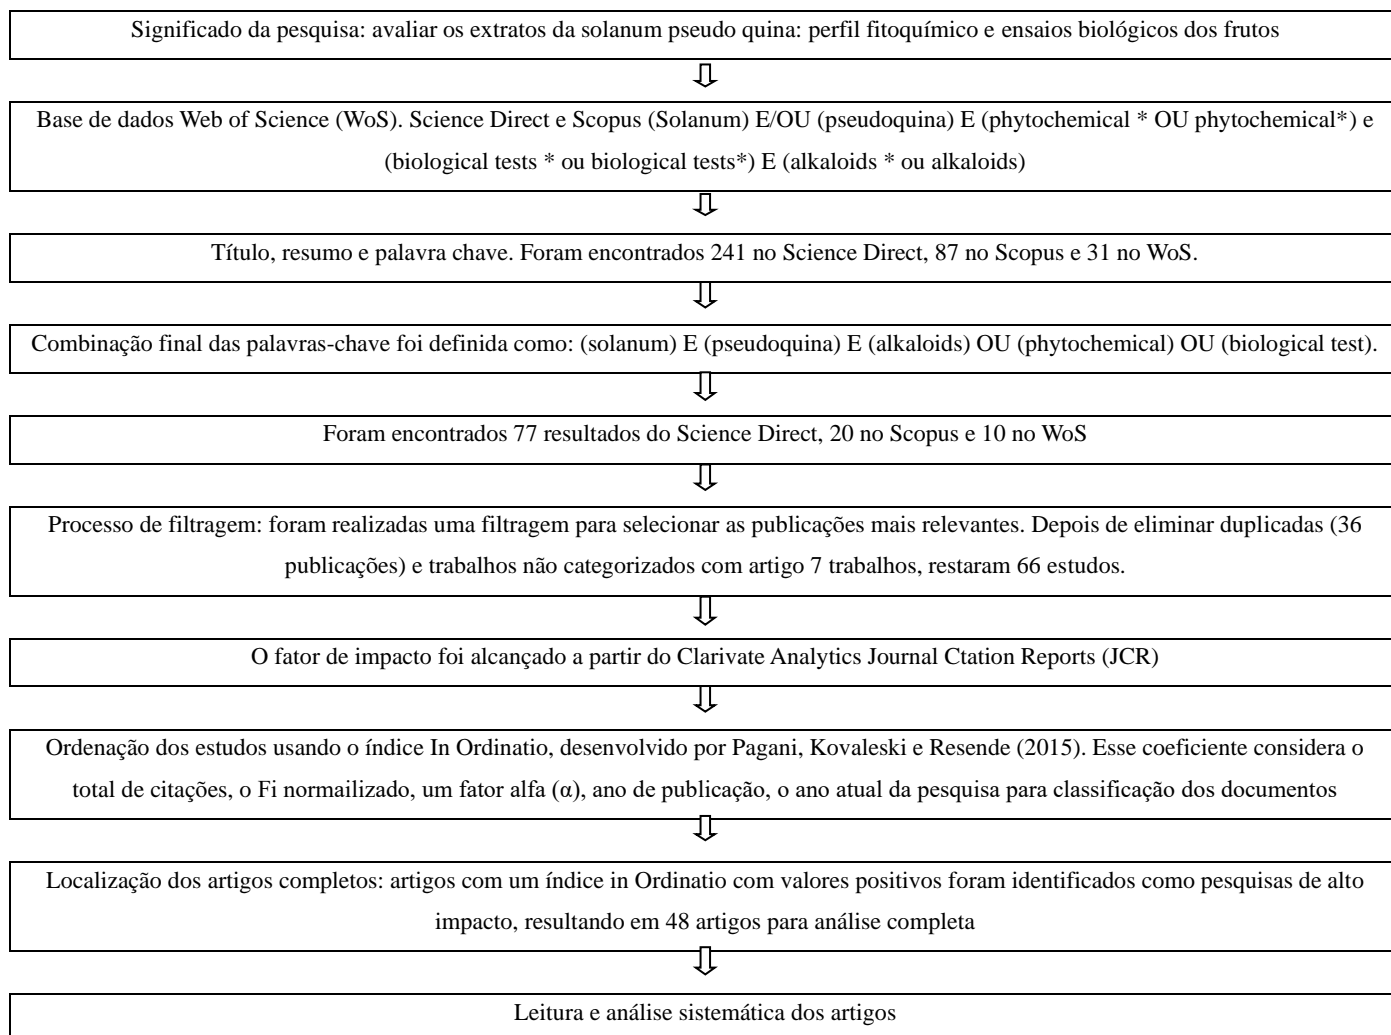 Significado da pesquisa: avaliar os extratos da solanum pseudo quina: perfil fitoquímico e ensaios biológicos dos frutos
Base de dados Web of Science (WoS). Science Direct e Scopus (Solanum) E/OU (pseudoquina) E (phytochemical * OU phytochemical*) e
(biological tests * ou biological tests*) E (alkaloids * ou alkaloids)
Título, resumo e palavra chave. Foram encontrados 241 no Science Direct, 87 no Scopus e 31 no WoS.
Combinação final das palavras-chave foi definida como: (solanum) E (pseudoquina) E (alkaloids) OU (phytochemical) OU (biological test).
Foram encontrados 77 resultados do Science Direct, 20 no Scopus e 10 no WoS
Processo de filtragem: foram realizadas uma filtragem para selecionar as publicações mais relevantes. Depois de eliminar duplicadas (36
publicações) e trabalhos não categorizados com artigo 7 trabalhos, restaram 66 estudos.
O fator de impacto foi alcançado a partir do Clarivate Analytics Journal Ctation Reports (JCR)
Ordenação dos estudos usando o índice In Ordinatio, desenvolvido por Pagani, Kovaleski e Resende (2015). Esse coeficiente considera o
total de citações, o Fi normailizado, um fator alfa (α), ano de publicação, o ano atual da pesquisa para classificação dos documentos
Localização dos artigos completos: artigos com um índice in Ordinatio com valores positivos foram identificados como pesquisas de alto
impacto, resultando em 48 artigos para análise completa
Leitura e análise sistemática dos artigos